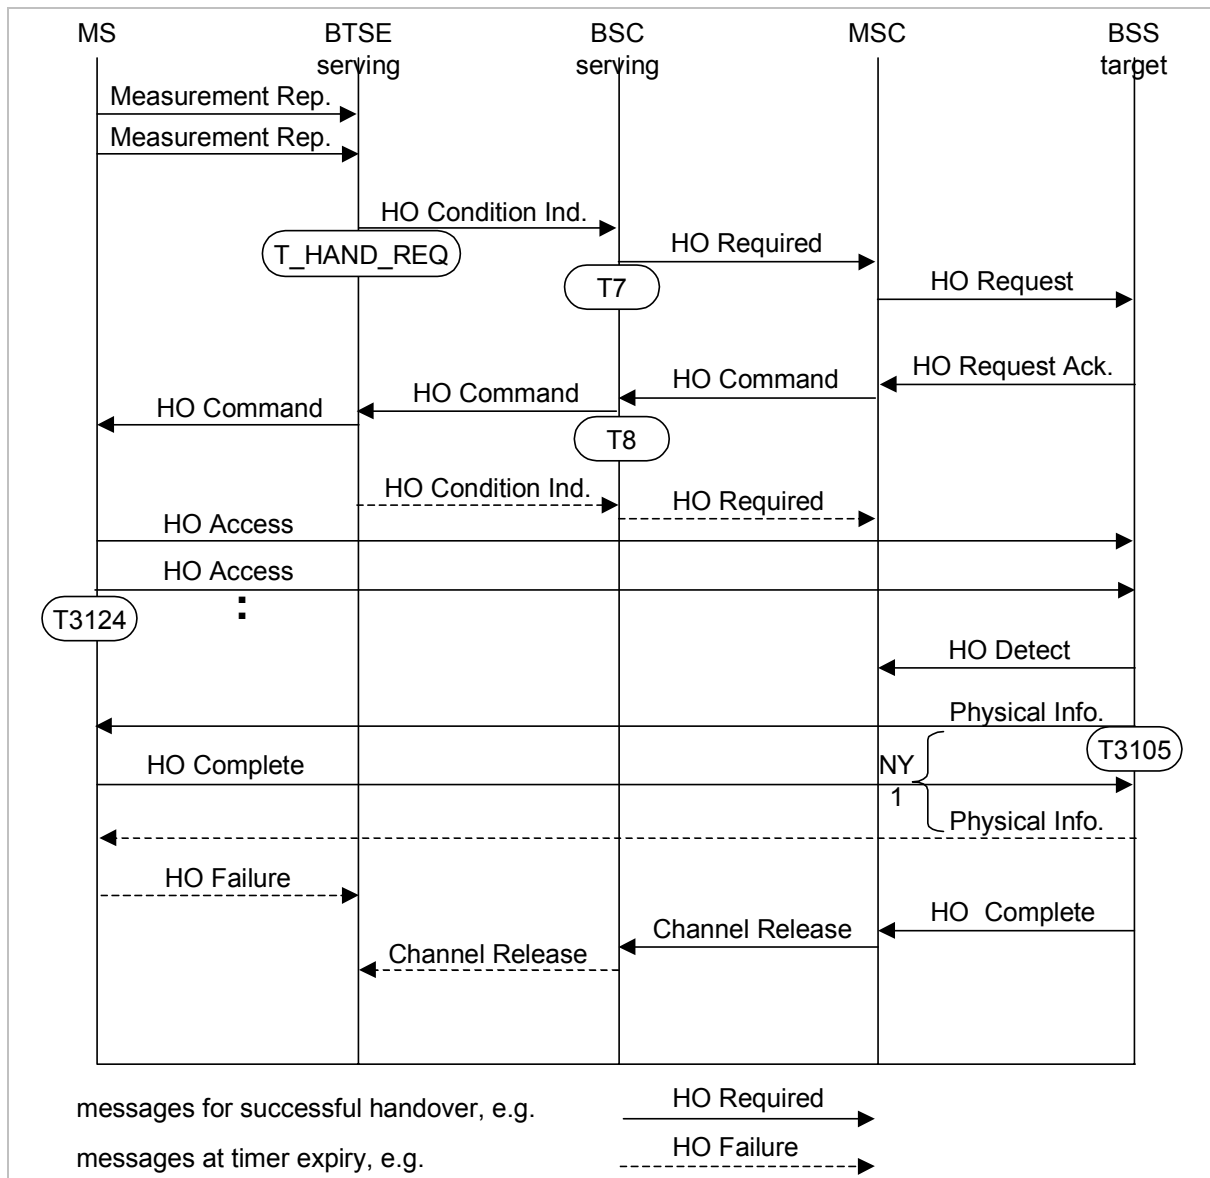 MS BTSE BSC MSC BSS
serving serving target
Measurement Rep.
Measurement Rep.
HO Condition Ind.
T_HAND_REQ
HO Required
T7
HO Request
HO Request Ack.
HO Command
HO Command
HO Command
T8
HO Condition Ind.
HO Required
HO Access
HO Access
:
T3124
HO Detect
Physical Info.
T3105
HO Complete
NY
1
Physical Info.
HO Failure
HO Complete
Channel Release
Channel Release
messages for successful handover, e.g. HO Required
messages at timer expiry, e.g. HO Failure